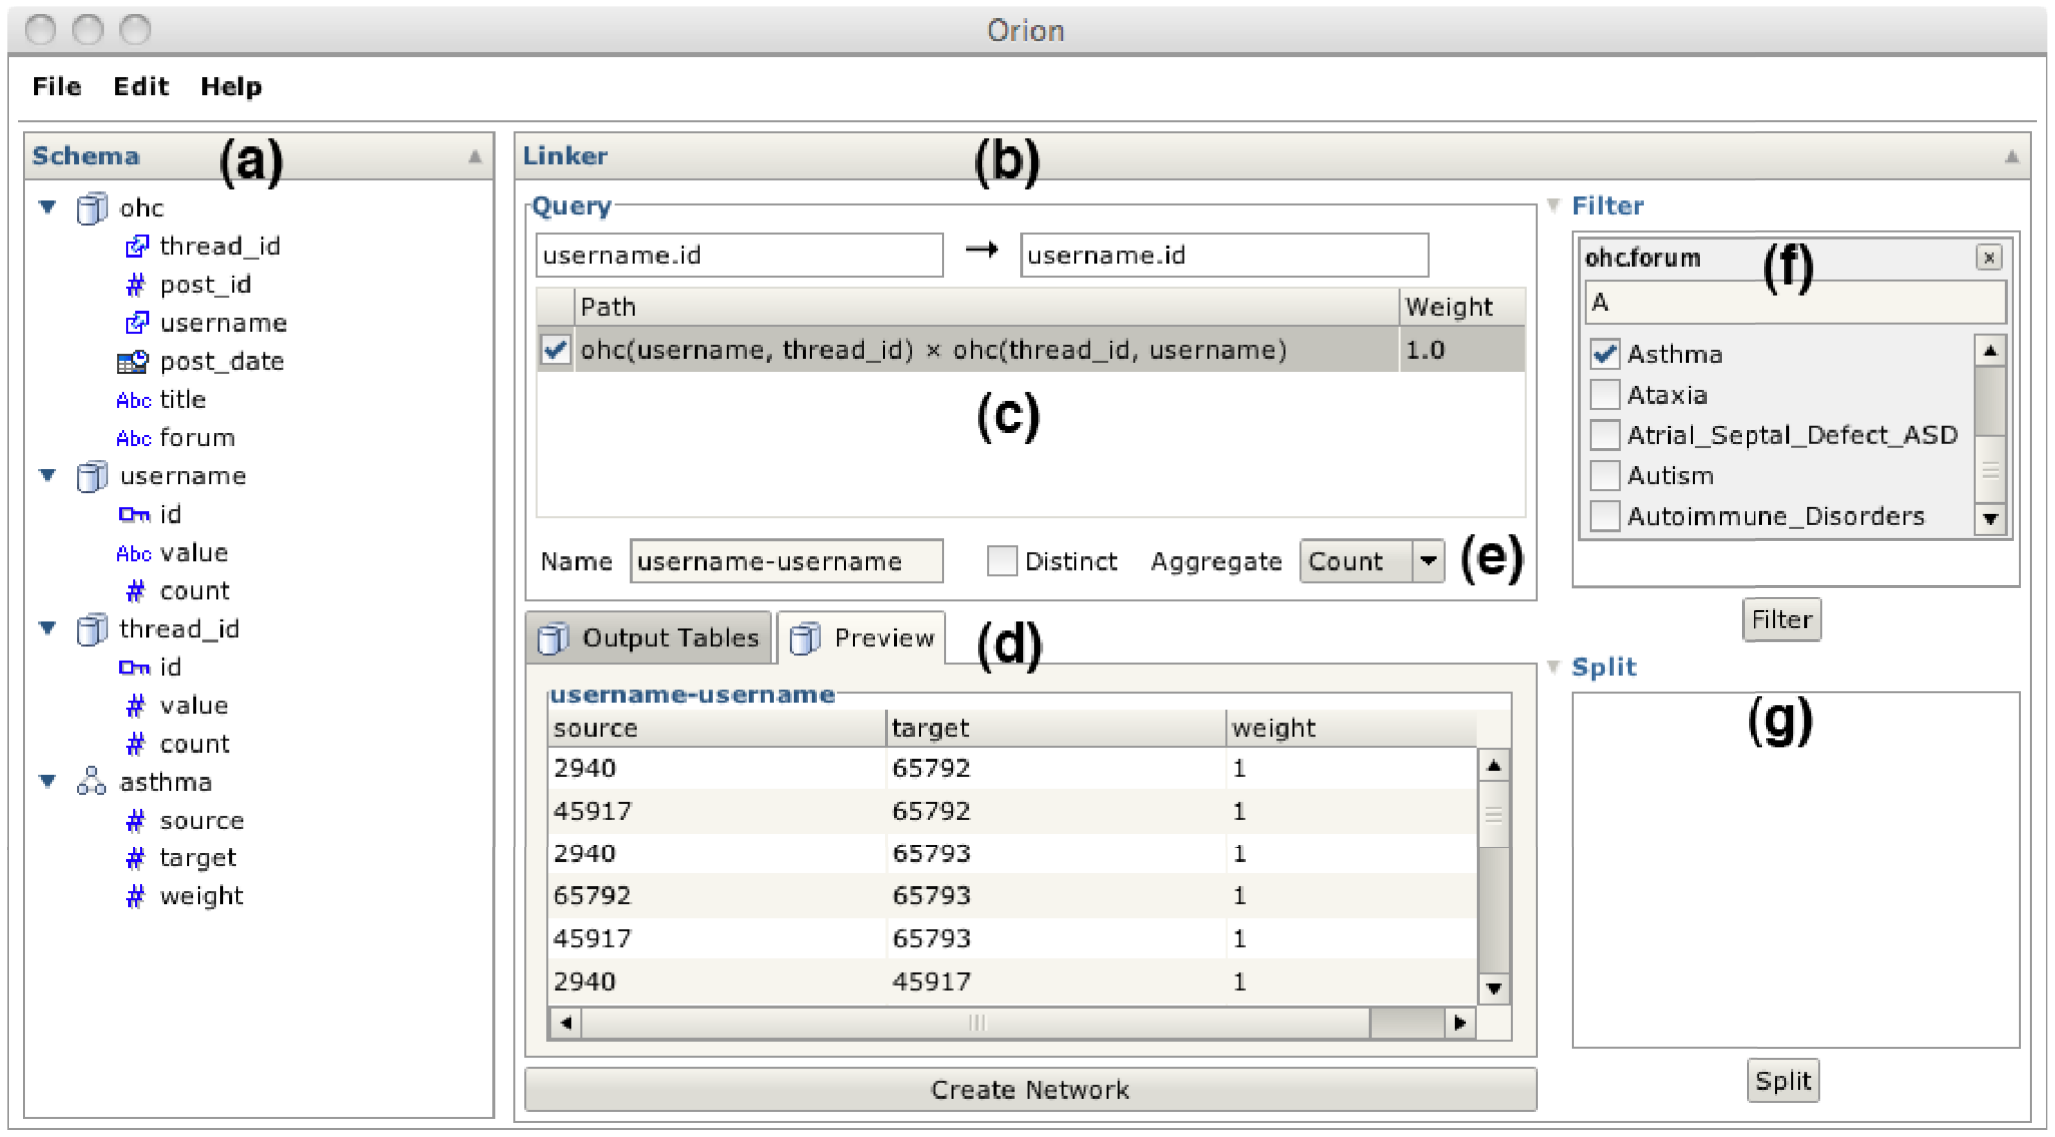 Orion
File Edit Help
Schema (a)
ohc
thread_id
post_id
username
post_date
Abc title
Abc forum
username
id
Abc value
# count
thread_id
id
# value
# count
asthma
# source
# target
# weight
Linker (b)
Query
username.id → username.id
Path Weight
ohc(username, thread_id) × ohc(thread_id, username) 1.0
(c)
Name username-username Distinct Aggregate Count (e)
Output Tables Preview (d)
username-username
source target weight
2940 65792 1
45917 65792 1
2940 65793 1
65792 65793 1
45917 65793 1
2940 45917 1
Create Network
Filter
ohc.forum (f) x
A
Asthma
Ataxia
Atrial_Septal_Defect_ASD
Autism
Autoimmune_Disorders
Filter
Split
(g)
Split